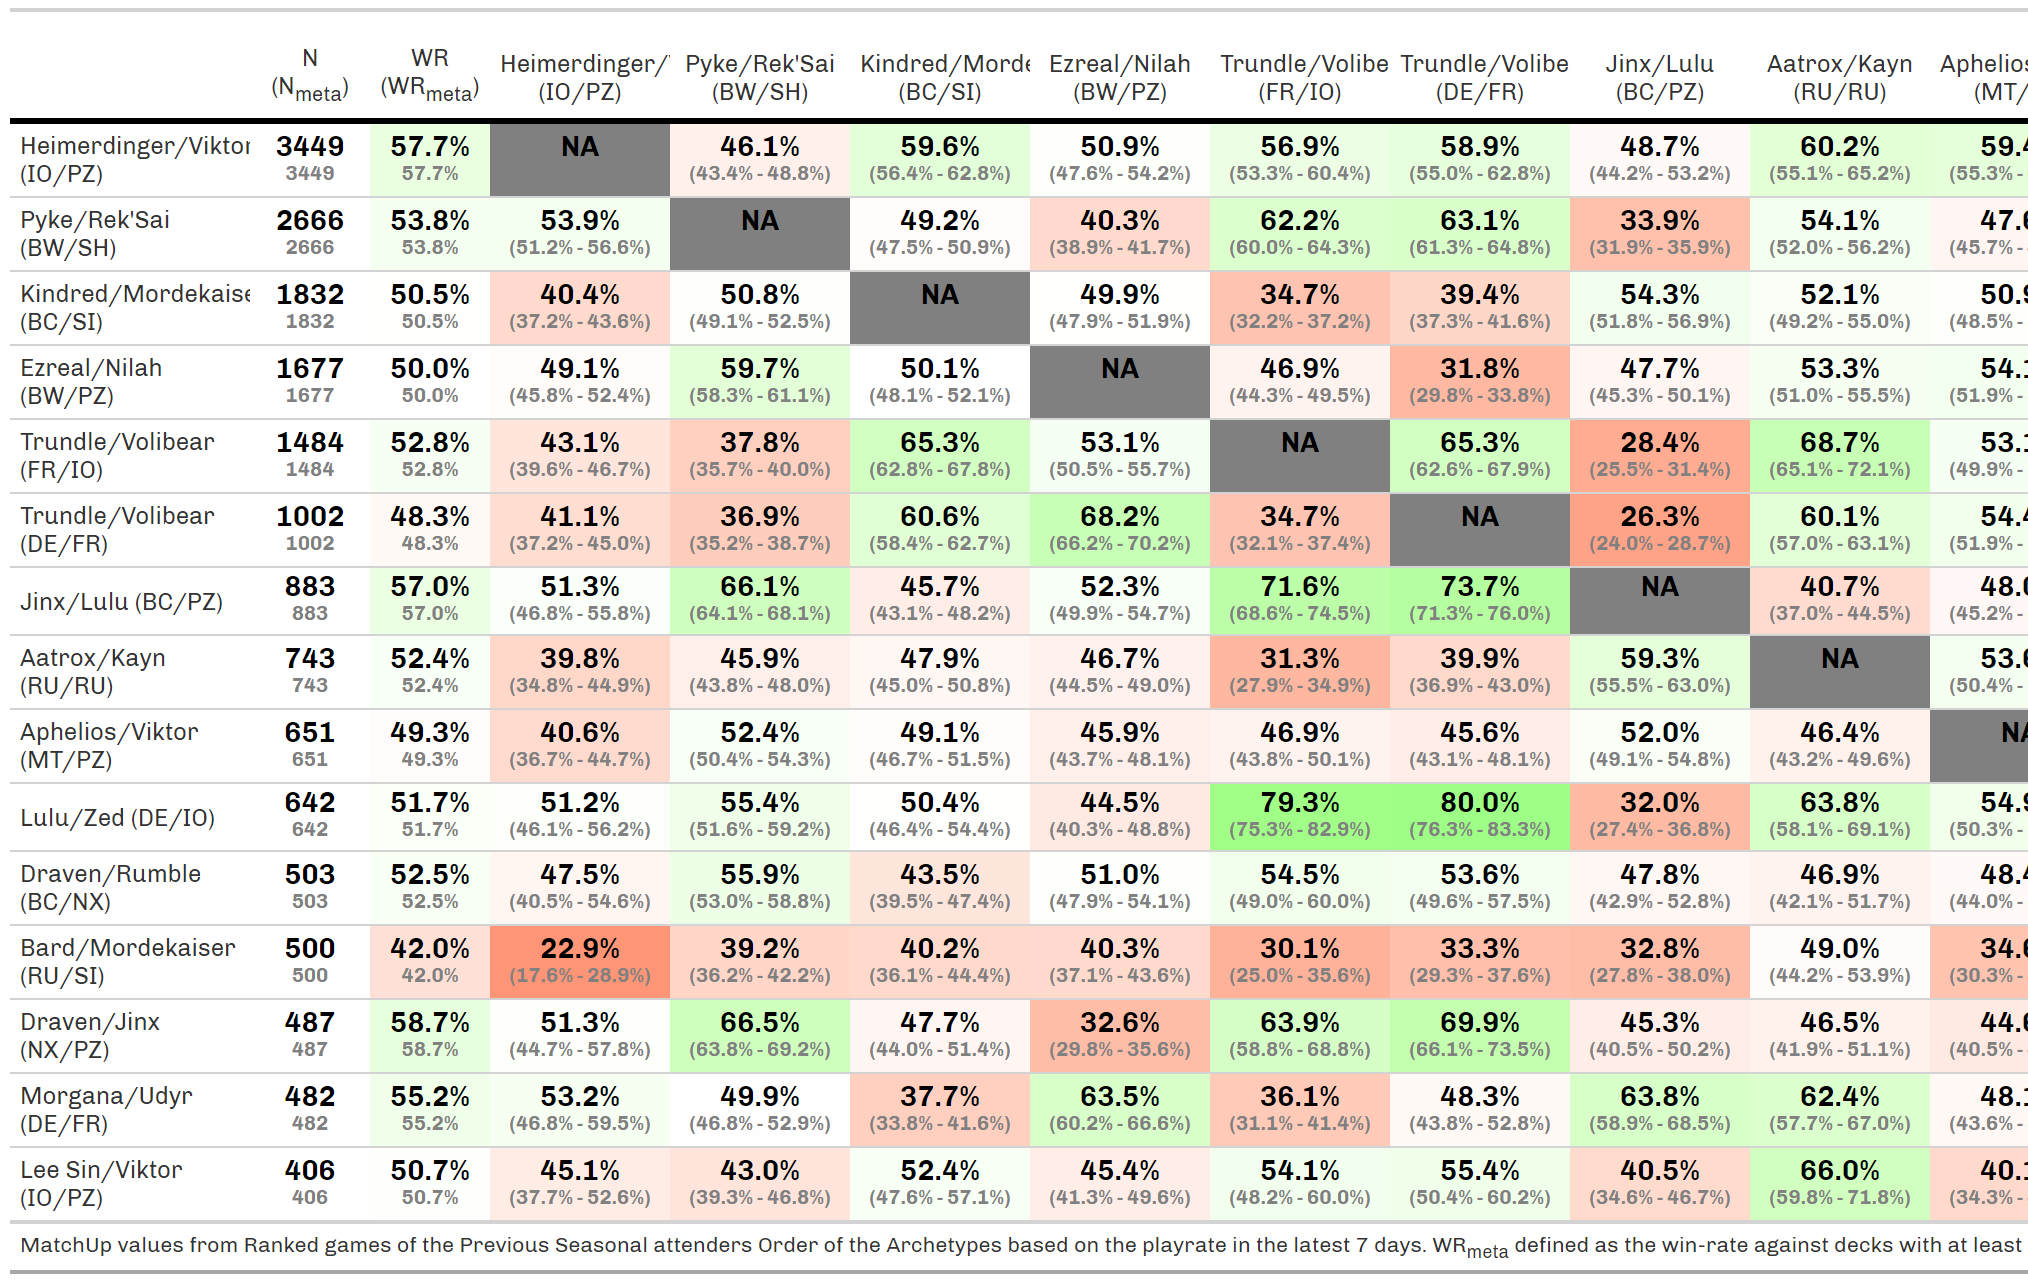 N WR Heimerdinger/ Pyke/Rek'Sai Kindred/Morde Ezreal/Nilah Trundle/Volibe Trundle/Volibe Jinx/Lulu Aatrox/Kayn Aphelios
(Nmeta) (WRmeta) (IO/PZ) (BW/SH) (BC/SI) (BW/PZ) (FR/IO) (DE/FR) (BC/PZ) (RU/RU) (MT/
Heimerdinger/Viktor 3449 57.7% NA 46.1% 59.6% 50.9% 56.9% 58.9% 48.7% 60.2% 59.4
(IO/PZ) 3449 57.7% (43.4% - 48.8%) (56.4% - 62.8%) (47.6% - 54.2%) (53.3% - 60.4%) (55.0% - 62.8%) (44.2% - 53.2%) (55.1% - 65.2%) (55.3% -
Pyke/Rek'Sai 2666 53.8% 53.9% NA 49.2% 40.3% 62.2% 63.1% 33.9% 54.1% 47.6
(BW/SH) 2666 53.8% (51.2% - 56.6%) (47.5% - 50.9%) (38.9% - 41.7%) (60.0% - 64.3%) (61.3% - 64.8%) (31.9% - 35.9%) (52.0% - 56.2%) (45.7% -
Kindred/Mordekaise 1832 50.5% 40.4% 50.8% NA 49.9% 34.7% 39.4% 54.3% 52.1% 50.9
(BC/SI) 1832 50.5% (37.2% - 43.6%) (49.1% - 52.5%) (47.9% - 51.9%) (32.2% - 37.2%) (37.3% - 41.6%) (51.8% - 56.9%) (49.2% - 55.0%) (48.5% -
Ezreal/Nilah 1677 50.0% 49.1% 59.7% 50.1% NA 46.9% 31.8% 47.7% 53.3% 54.1
(BW/PZ) 1677 50.0% (45.8% - 52.4%) (58.3% - 61.1%) (48.1% - 52.1%) (44.3% - 49.5%) (29.8% - 33.8%) (45.3% - 50.1%) (51.0% - 55.5%) (51.9% -
Trundle/Volibear 1484 52.8% 43.1% 37.8% 65.3% 53.1% NA 65.3% 28.4% 68.7% 53.1
(FR/IO) 1484 52.8% (39.6% - 46.7%) (35.7% - 40.0%) (62.8% - 67.8%) (50.5% - 55.7%) (62.6% - 67.9%) (25.5% - 31.4%) (65.1% - 72.1%) (49.9% -
Trundle/Volibear 1002 48.3% 41.1% 36.9% 60.6% 68.2% 34.7% NA 26.3% 60.1% 54.4
(DE/FR) 1002 48.3% (37.2% - 45.0%) (35.2% - 38.7%) (58.4% - 62.7%) (66.2% - 70.2%) (32.1% - 37.4%) (24.0% - 28.7%) (57.0% - 63.1%) (51.9% -
Jinx/Lulu (BC/PZ) 883 57.0% 51.3% 66.1% 45.7% 52.3% 71.6% 73.7% NA 40.7% 48.0
883 57.0% (46.8% - 55.8%) (64.1% - 68.1%) (43.1% - 48.2%) (49.9% - 54.7%) (68.6% - 74.5%) (71.3% - 76.0%) (37.0% - 44.5%) (45.2% -
Aatrox/Kayn 743 52.4% 39.8% 45.9% 47.9% 46.7% 31.3% 39.9% 59.3% NA 53.6
(RU/RU) 743 52.4% (34.8% - 44.9%) (43.8% - 48.0%) (45.0% - 50.8%) (44.5% - 49.0%) (27.9% - 34.9%) (36.9% - 43.0%) (55.5% - 63.0%) (50.4% -
Aphelios/Viktor 651 49.3% 40.6% 52.4% 49.1% 45.9% 46.9% 45.6% 52.0% 46.4% NA
(MT/PZ) 651 49.3% (36.7% - 44.7%) (50.4% - 54.3%) (46.7% - 51.5%) (43.7% - 48.1%) (43.8% - 50.1%) (43.1% - 48.1%) (49.1% - 54.8%) (43.2% - 49.6%)
Lulu/Zed (DE/IO) 642 51.7% 51.2% 55.4% 50.4% 44.5% 79.3% 80.0% 32.0% 63.8% 54.9
642 51.7% (46.1% - 56.2%) (51.6% - 59.2%) (46.4% - 54.4%) (40.3% - 48.8%) (75.3% - 82.9%) (76.3% - 83.3%) (27.4% - 36.8%) (58.1% - 69.1%) (50.3% -
Draven/Rumble 503 52.5% 47.5% 55.9% 43.5% 51.0% 54.5% 53.6% 47.8% 46.9% 48.4
(BC/NX) 503 52.5% (40.5% - 54.6%) (53.0% - 58.8%) (39.5% - 47.4%) (47.9% - 54.1%) (49.0% - 60.0%) (49.6% - 57.5%) (42.9% - 52.8%) (42.1% - 51.7%) (44.0% -
Bard/Mordekaiser 500 42.0% 22.9% 39.2% 40.2% 40.3% 30.1% 33.3% 32.8% 49.0% 34.6
(RU/SI) 500 42.0% (17.6% - 28.9%) (36.2% - 42.2%) (36.1% - 44.4%) (37.1% - 43.6%) (25.0% - 35.6%) (29.3% - 37.6%) (27.8% - 38.0%) (44.2% - 53.9%) (30.3% -
Draven/Jinx 487 58.7% 51.3% 66.5% 47.7% 32.6% 63.9% 69.9% 45.3% 46.5% 44.6
(NX/PZ) 487 58.7% (44.7% - 57.8%) (63.8% - 69.2%) (44.0% - 51.4%) (29.8% - 35.6%) (58.8% - 68.8%) (66.1% - 73.5%) (40.5% - 50.2%) (41.9% - 51.1%) (40.5% -
Morgana/Udyr 482 55.2% 53.2% 49.9% 37.7% 63.5% 36.1% 48.3% 63.8% 62.4% 48.1
(DE/FR) 482 55.2% (46.8% - 59.5%) (46.8% - 52.9%) (33.8% - 41.6%) (60.2% - 66.6%) (31.1% - 41.4%) (43.8% - 52.8%) (58.9% - 68.5%) (57.7% - 67.0%) (43.6% -
Lee Sin/Viktor 406 50.7% 45.1% 43.0% 52.4% 45.4% 54.1% 55.4% 40.5% 66.0% 40.1
(IO/PZ) 406 50.7% (37.7% - 52.6%) (39.3% - 46.8%) (47.6% - 57.1%) (41.3% - 49.6%) (48.2% - 60.0%) (50.4% - 60.2%) (34.6% - 46.7%) (59.8% - 71.8%) (34.3% -
MatchUp values from Ranked games of the Previous Seasonal attenders Order of the Archetypes based on the playrate in the latest 7 days. WRmeta defined as the win-rate against decks with at least